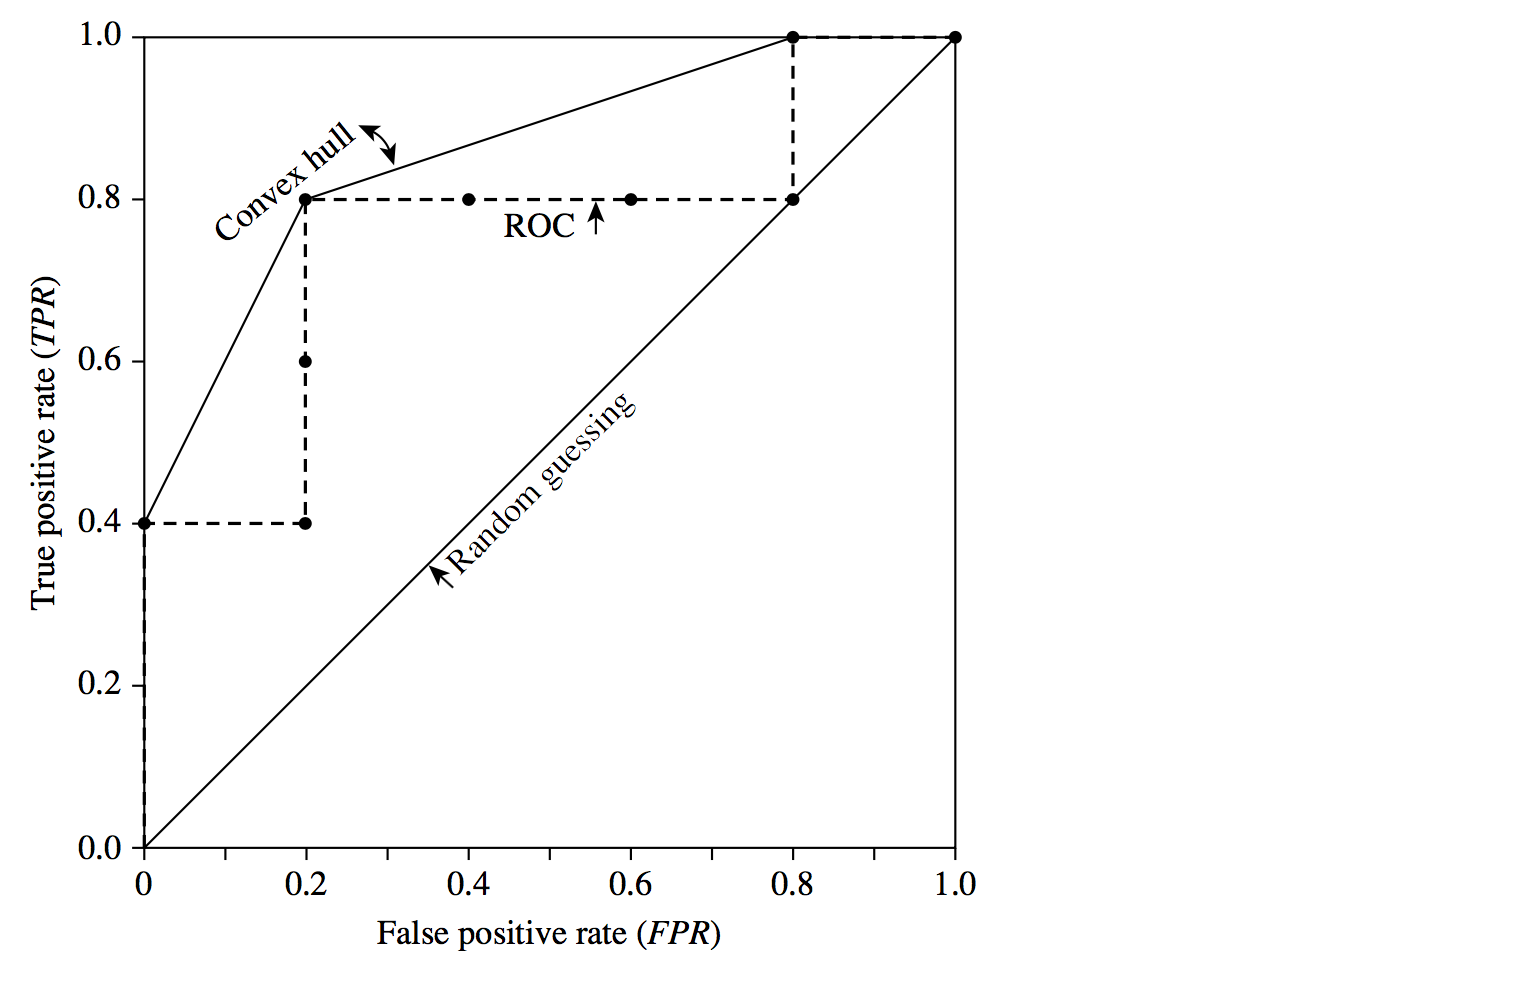 1.0
Convex hull
0.8
ROC
True positive rate (TPR)
0.6
Random guessing
0.4
0.2
0.0
0 0.2 0.4 0.6 0.8 1.0
False positive rate (FPR)